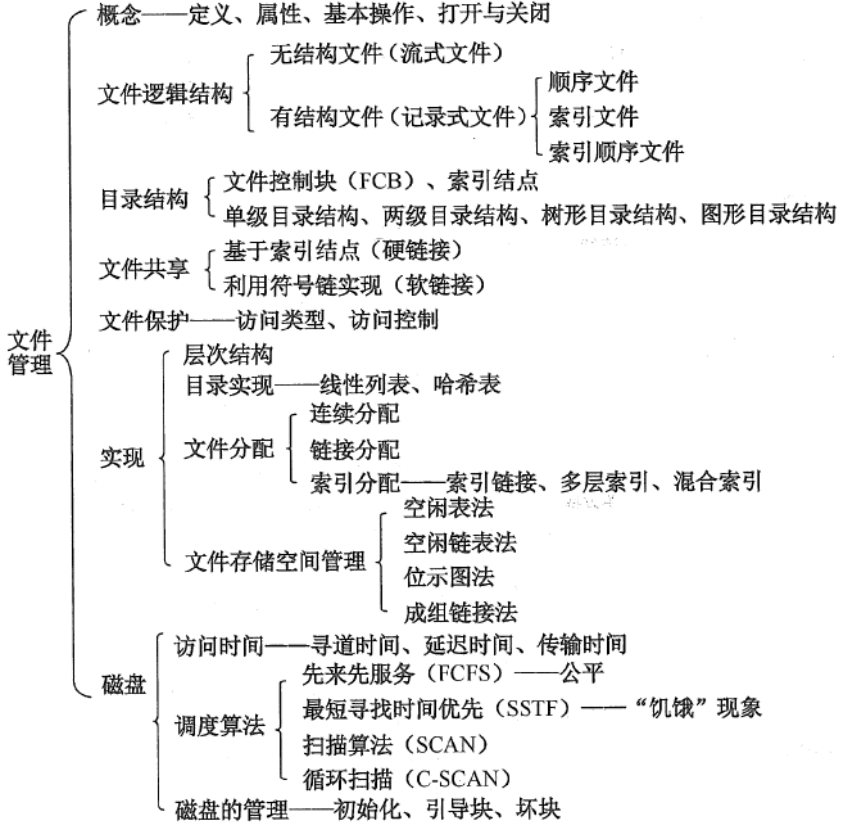 概念——定义、属性、基本操作、打开与关闭
无结构文件（流式文件）
文件逻辑结构
顺序文件
有结构文件（记录式文件）
索引文件
索引顺序文件
目录结构
文件控制块（FCB）、索引结点
单级目录结构、两级目录结构、树形目录结构、图形目录结构
文件共享
基于索引结点（硬链接）
利用符号链实现（软链接）
文件保护——访问类型、访问控制
文件
管理
层次结构
目录实现——线性列表、哈希表
实现
文件分配
连续分配
链接分配
索引分配——索引链接、多层索引、混合索引
文件存储空间管理
空闲表法
空闲链表法
位示图法
成组链接法
磁盘
访问时间——寻道时间、延迟时间、传输时间
调度算法
先来先服务（FCFS）——公平
最短寻找时间优先（SSTF）——“饥饿”现象
扫描算法（SCAN）
循环扫描（C-SCAN）
磁盘的管理——初始化、引导块、坏块